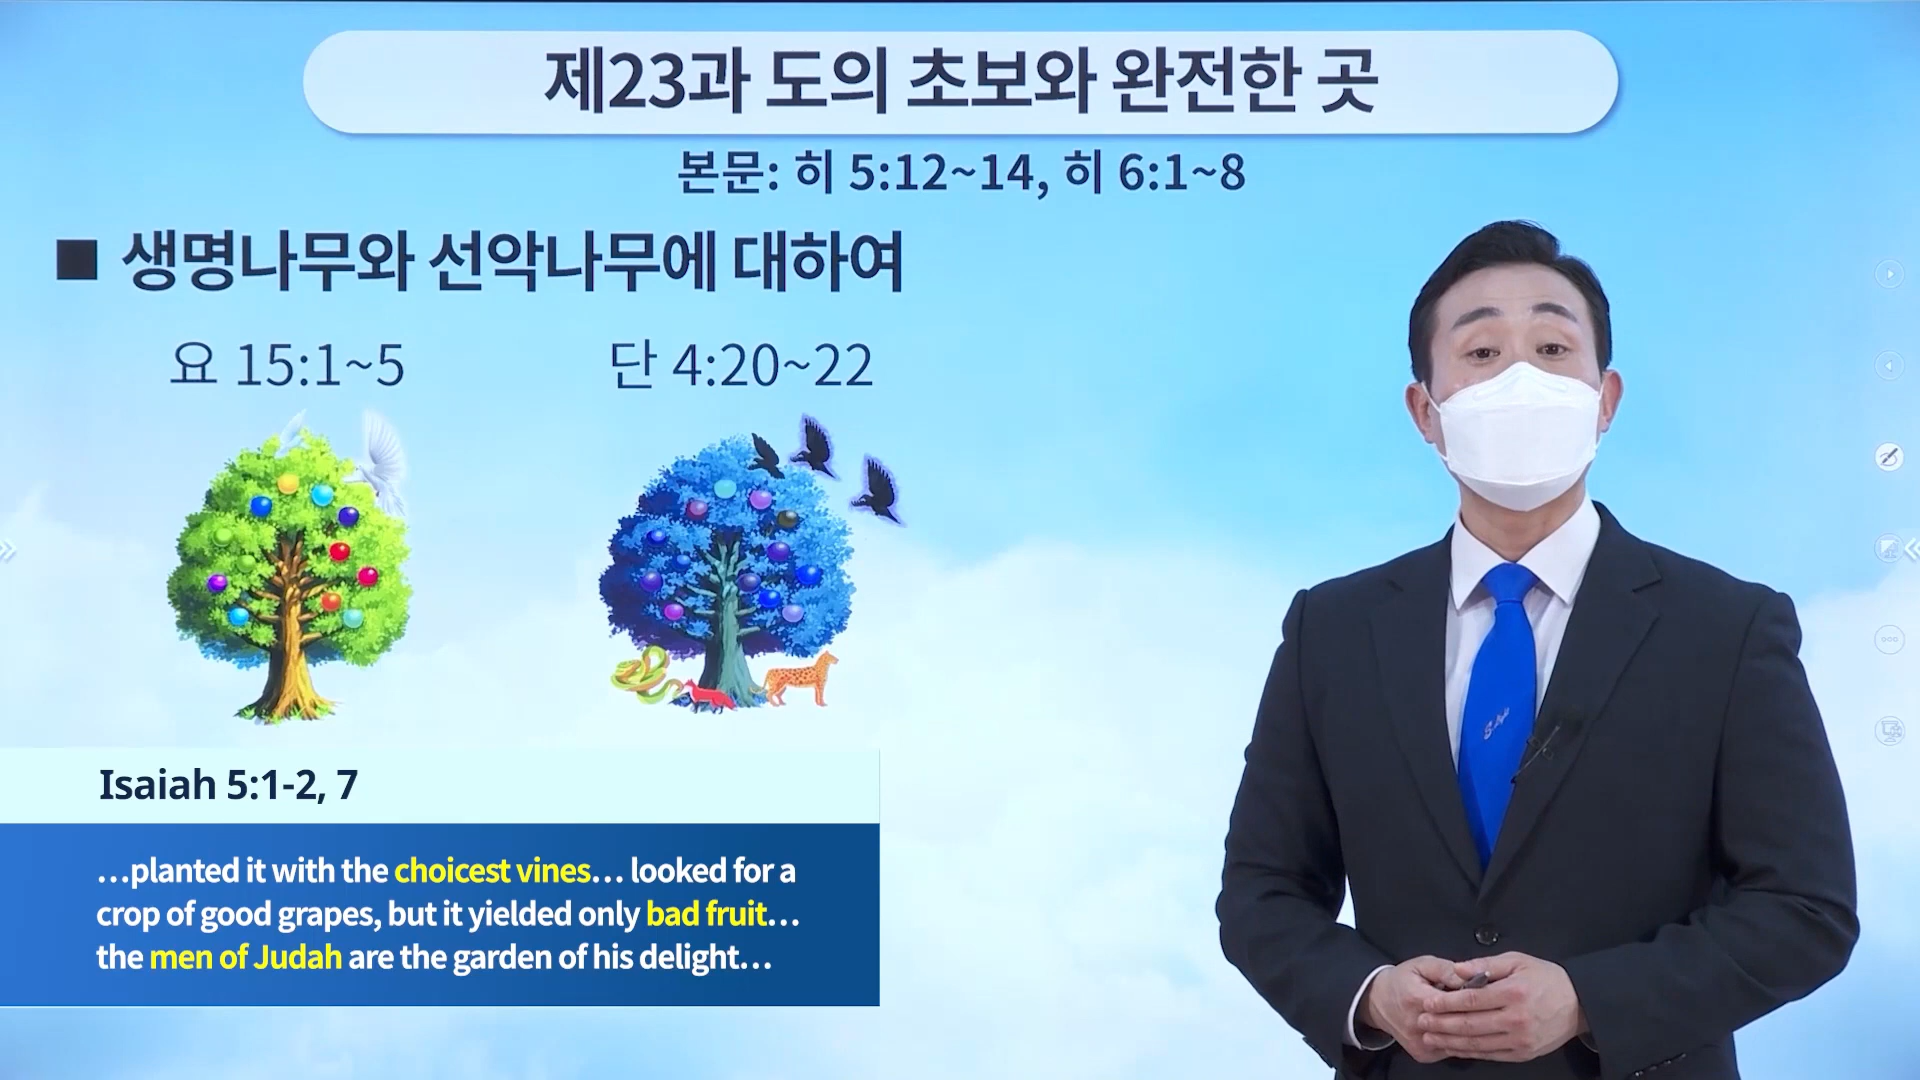 제23과 도의 초보와 완전한 곳
본문: 히 5:12~14, 히 6:1~8
■ 생명나무와 선악나무에 대하여
요 15:1~5
단 4:20~22
Isaiah 5:1-2, 7
…planted it with the choicest vines… looked for a
crop of good grapes, but it yielded only bad fruit…
the men of Judah are the garden of his delight…